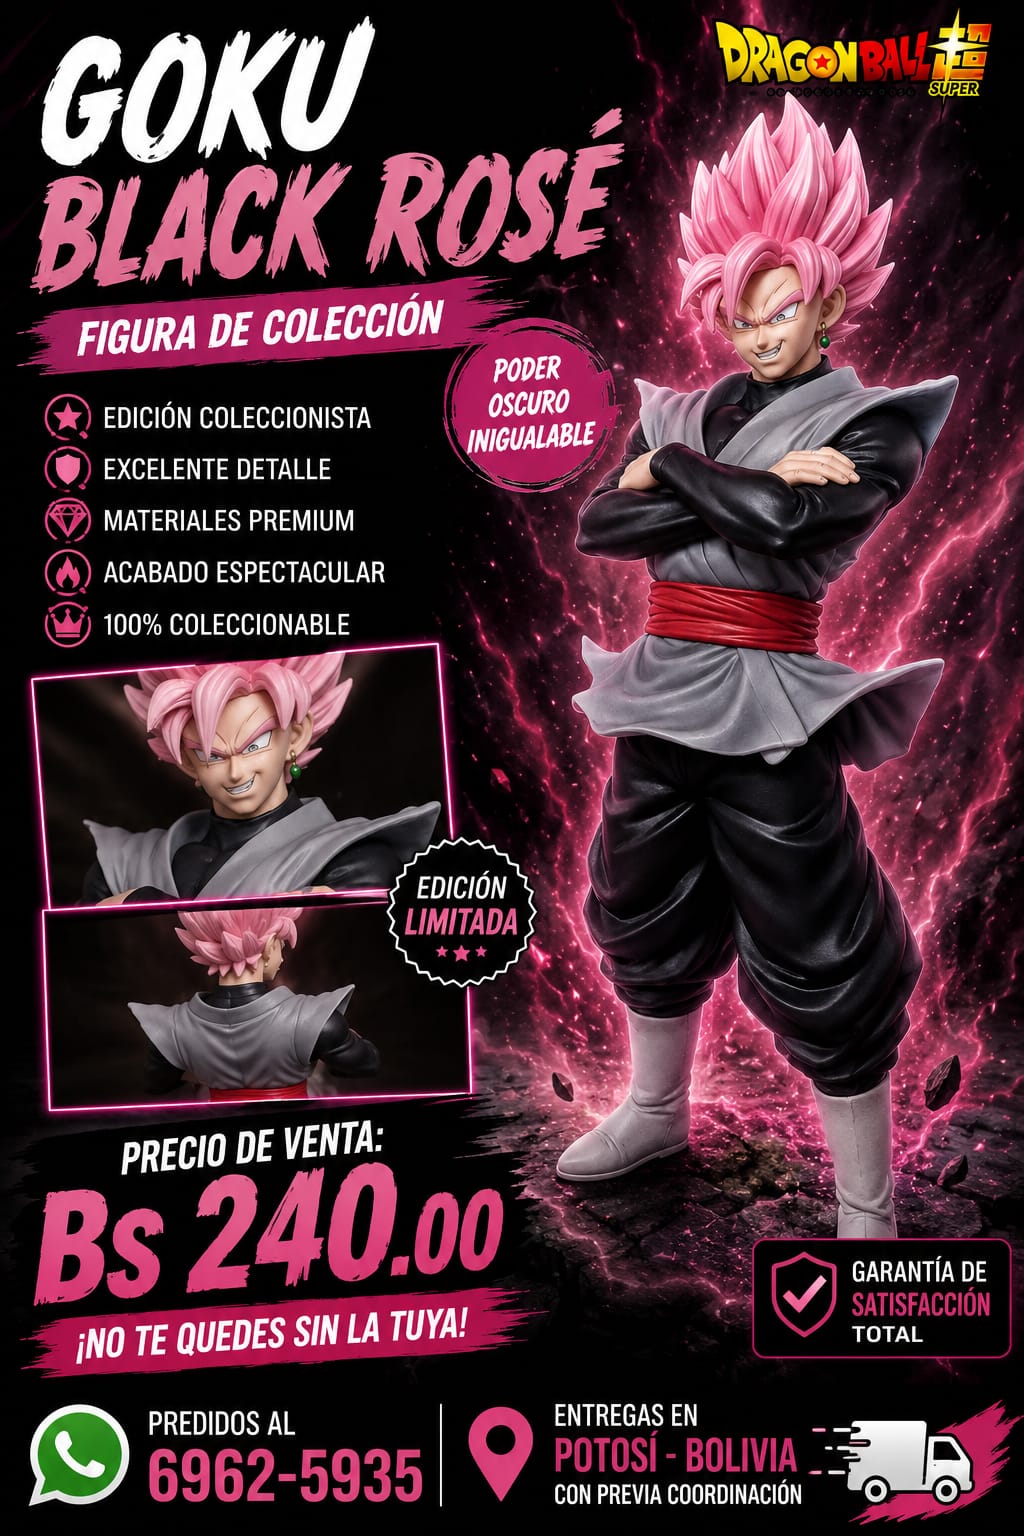 GOKU
BLACK ROSÉ
FIGURA DE COLECCIÓN
DRAGON BALL
SUPER
PODER
OSCURO
INIGUALABLE
EDICIÓN COLECCIONISTA
EXCELENTE DETALLE
MATERIALES PREMIUM
ACABADO ESPECTACULAR
100% COLECCIONABLE
EDICIÓN
LIMITADA
PRECIO DE VENTA:
Bs 240.00
¡NO TE QUEDES SIN LA TUYA!
GARANTÍA DE
SATISFACCIÓN
TOTAL
PREDIDOS AL
6962-5935
ENTREGAS EN
POTOSÍ - BOLIVIA
CON PREVIA COORDINACIÓN